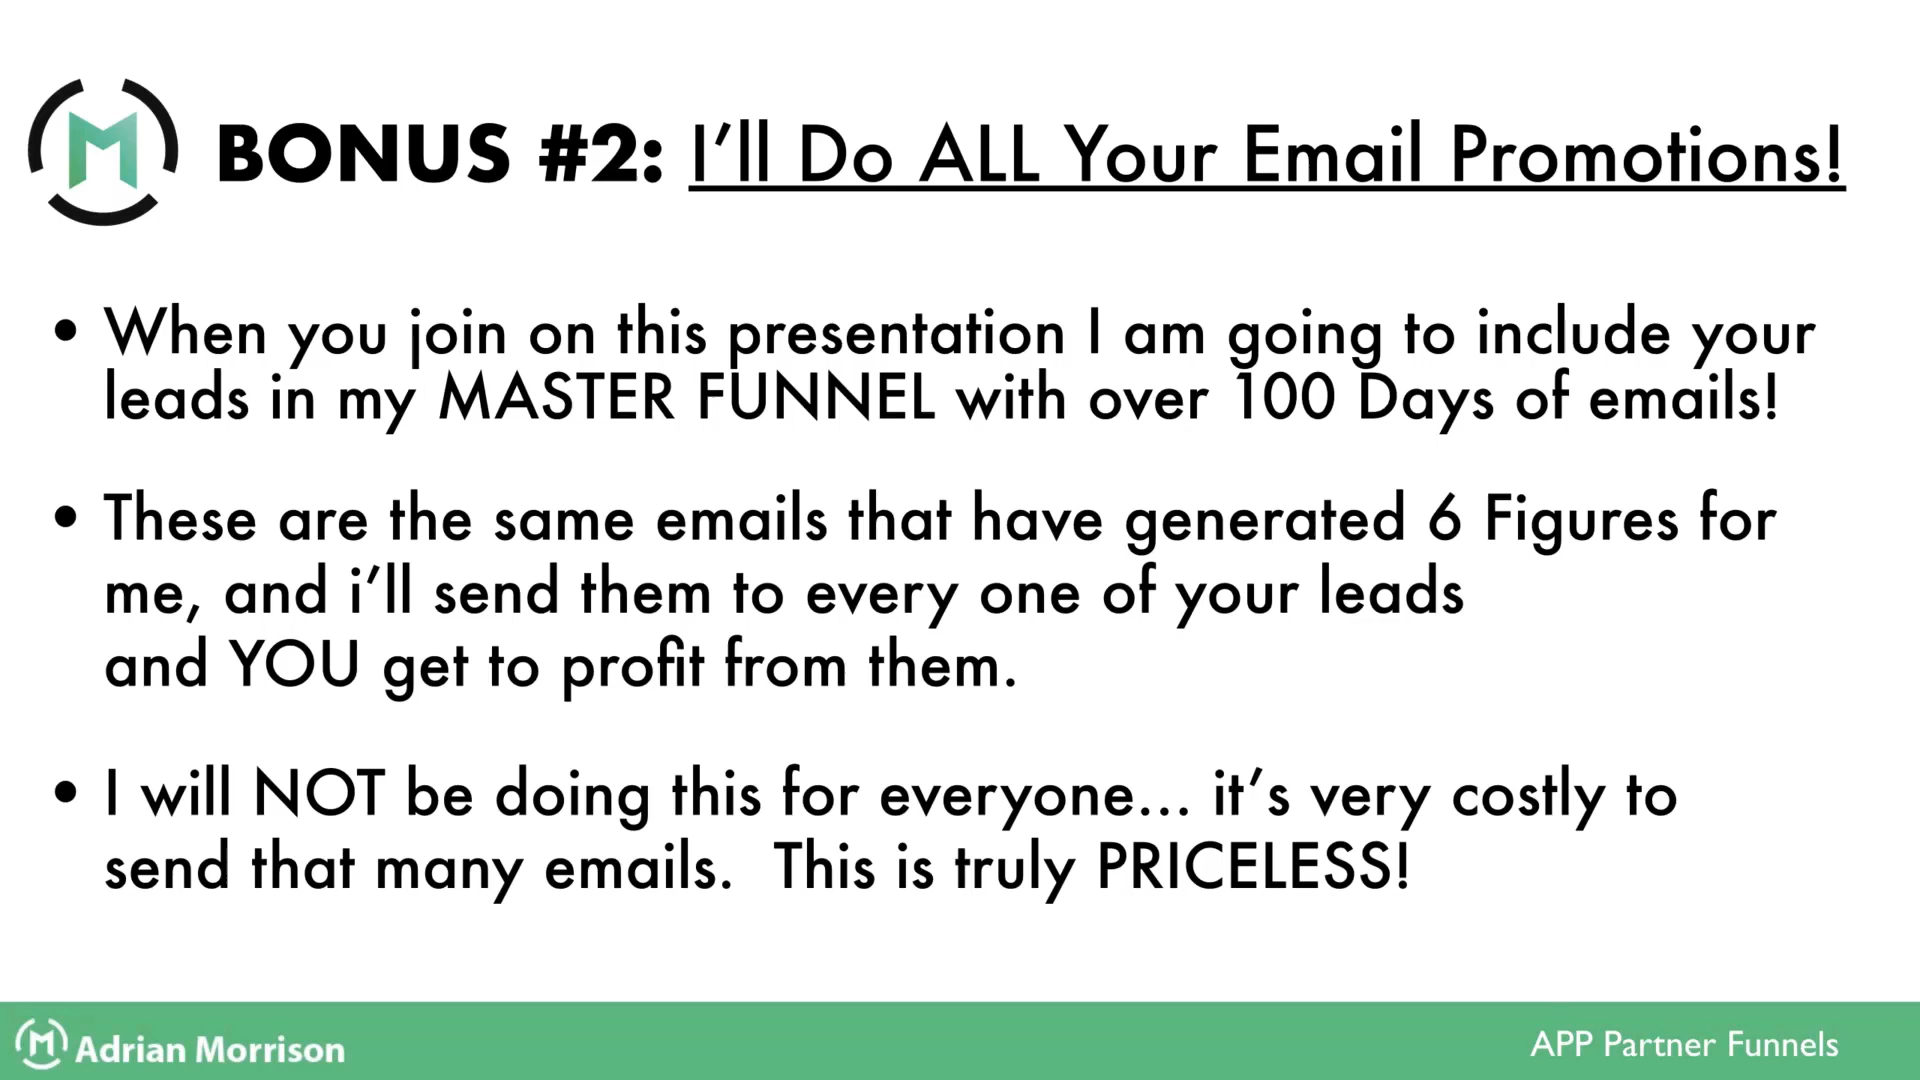 BONUS #2: I’ll Do ALL Your Email Promotions!
• When you join on this presentation I am going to include your
leads in my MASTER FUNNEL with over 100 Days of emails!
• These are the same emails that have generated 6 Figures for
me, and i’ll send them to every one of your leads
and YOU get to profit from them.
• I will NOT be doing this for everyone... it’s very costly to
send that many emails.  This is truly PRICELESS!
M Adrian Morrison
APP Partner Funnels